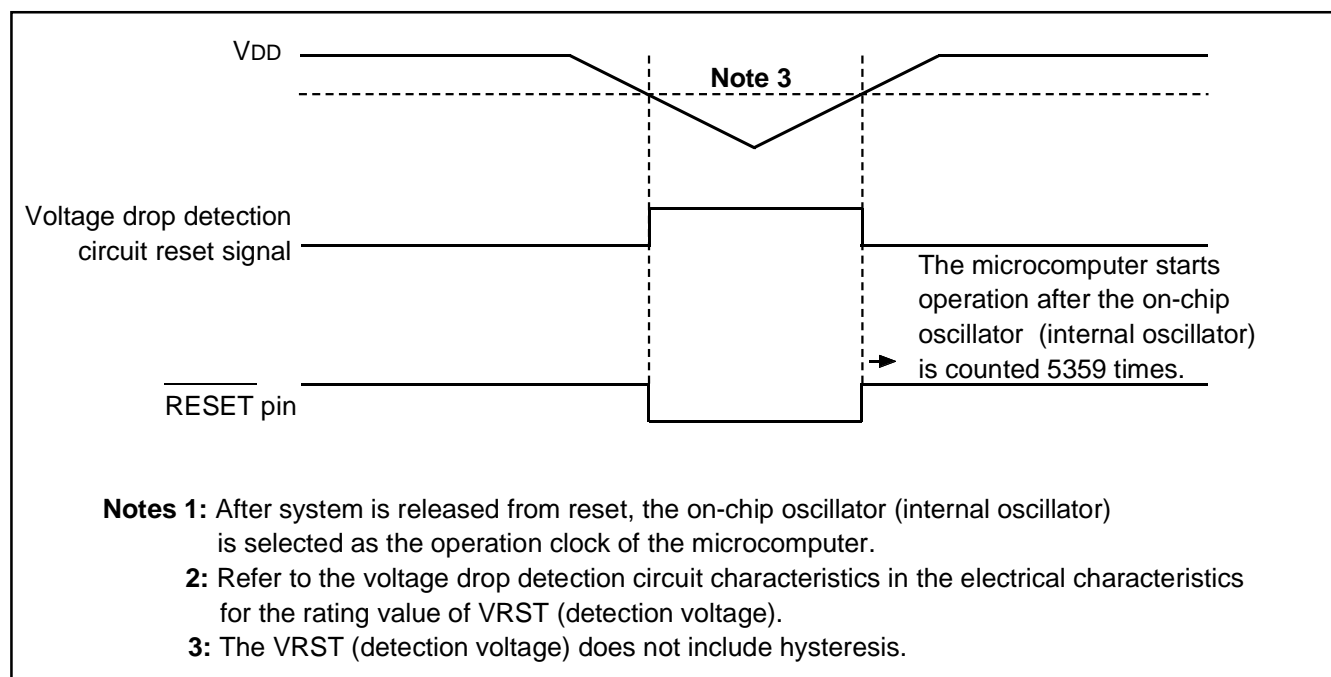 VDD
Note 3
Voltage drop detection
circuit reset signal
The microcomputer starts
operation after the on-chip
oscillator (internal oscillator)
is counted 5359 times.
RESET pin
Notes 1: After system is released from reset, the on-chip oscillator (internal oscillator)
is selected as the operation clock of the microcomputer.
2: Refer to the voltage drop detection circuit characteristics in the electrical characteristics
for the rating value of VRST (detection voltage).
3: The VRST (detection voltage) does not include hysteresis.